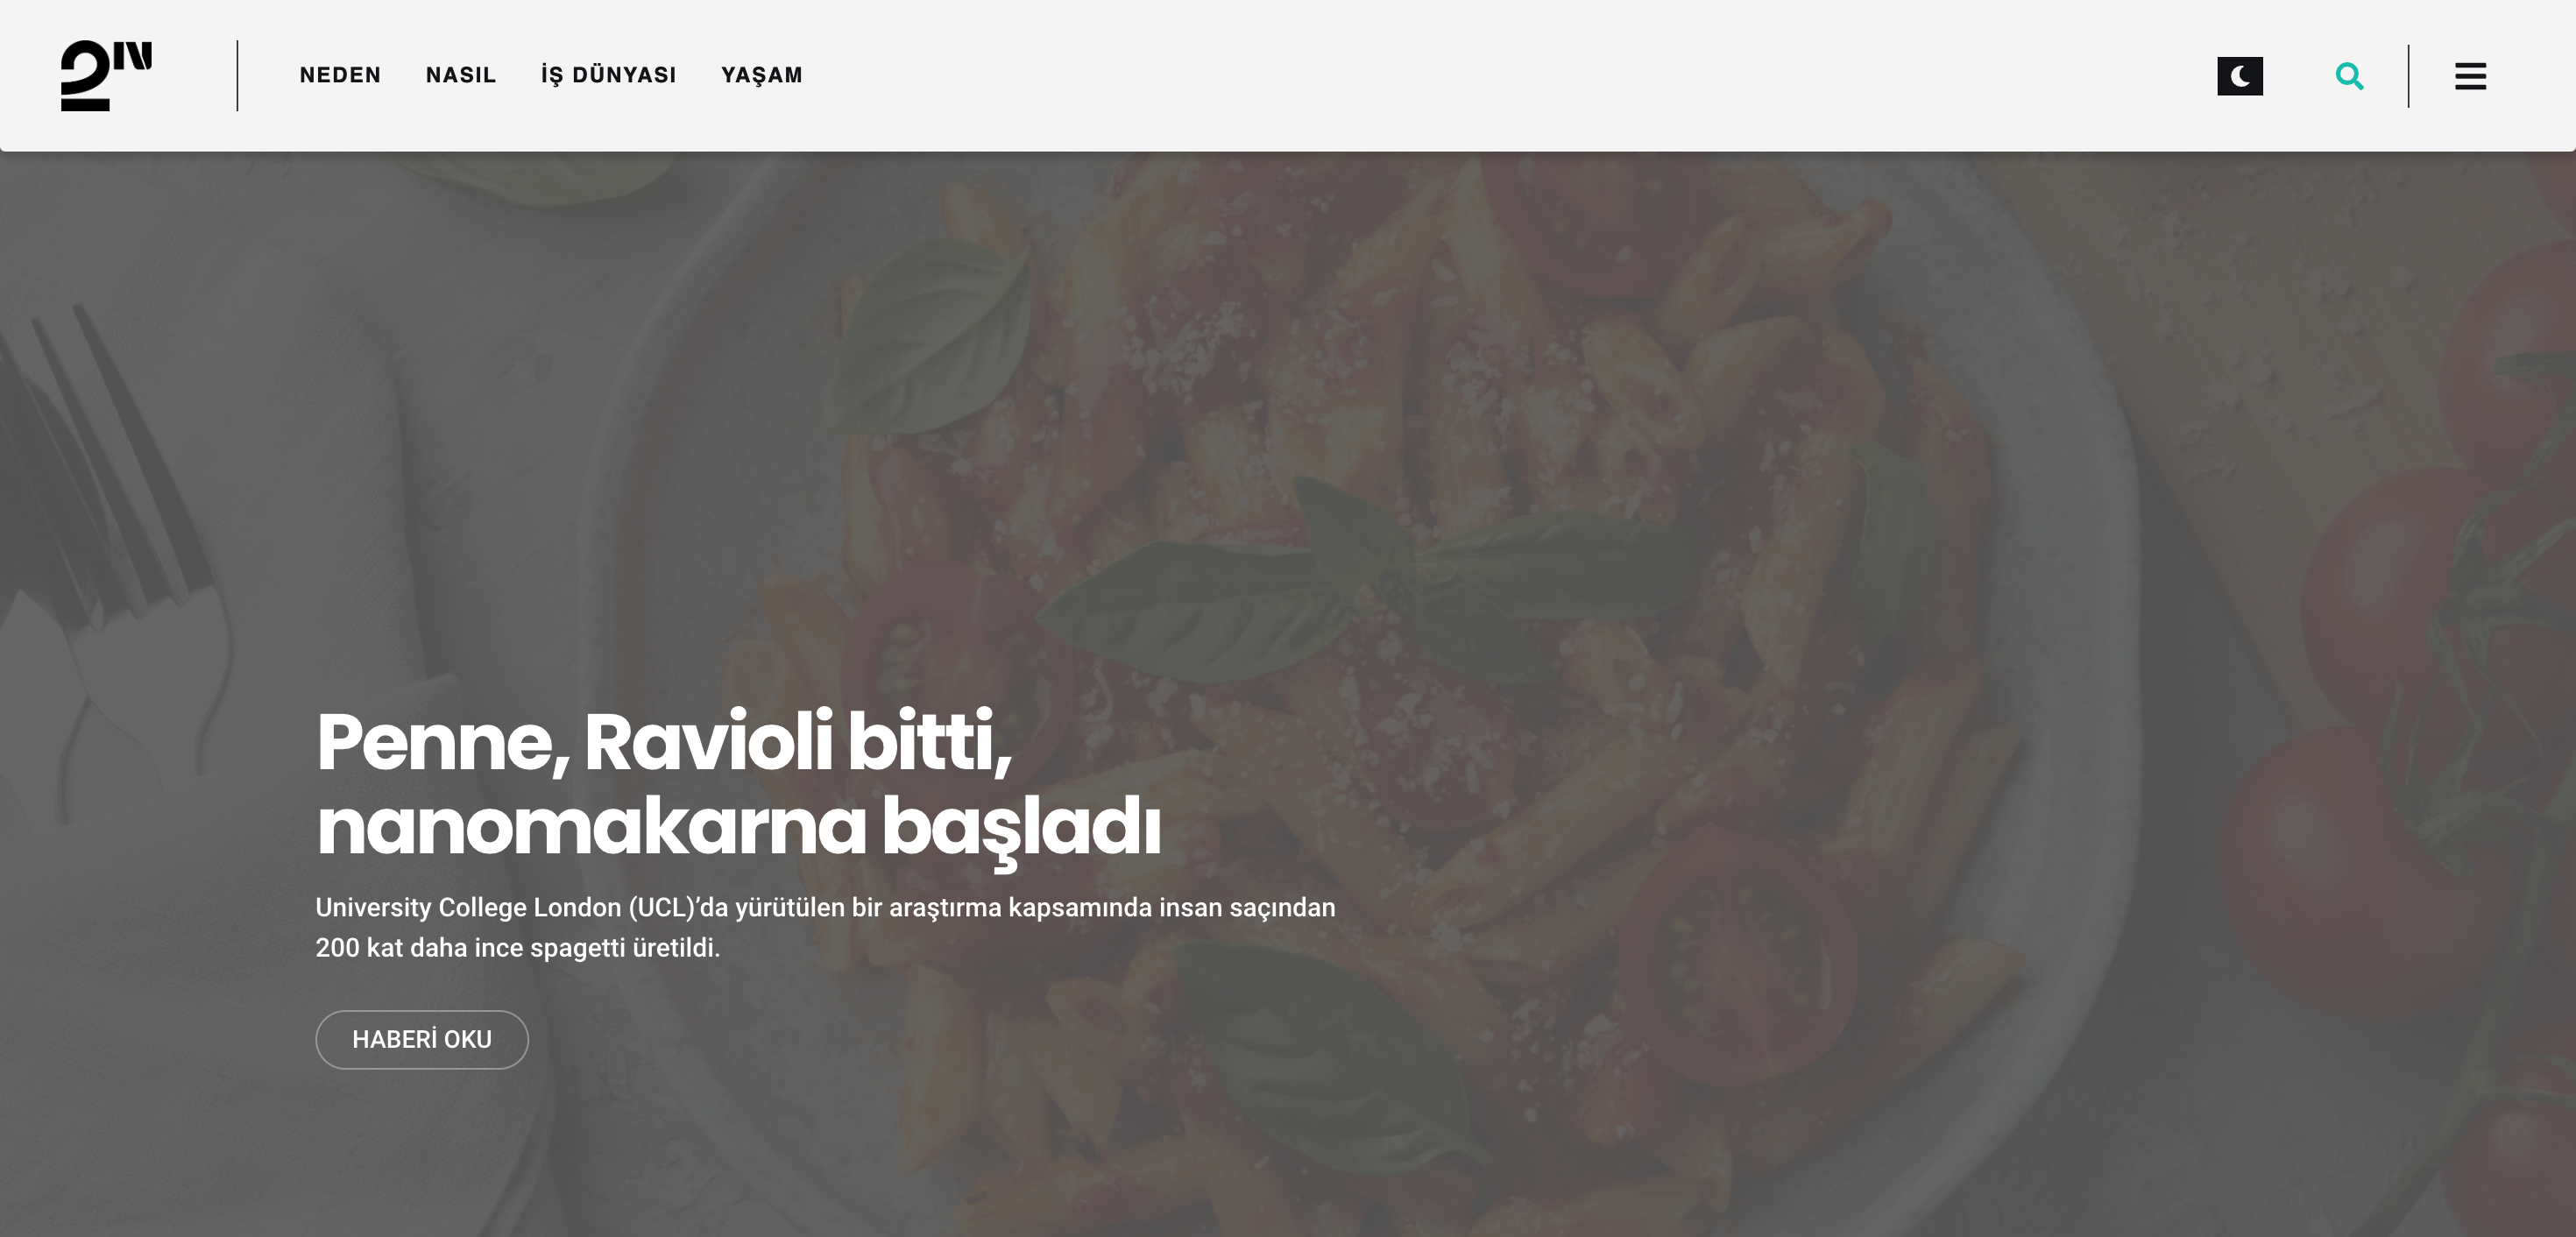 2N
NEDEN NASIL İŞ DÜNYASI YAŞAM
Penne, Ravioli bitti,
nanomakarna başladı
University College London (UCL)’da yürütülen bir araştırma kapsamında insan saçından
200 kat daha ince spagetti üretildi.
HABERİ OKU